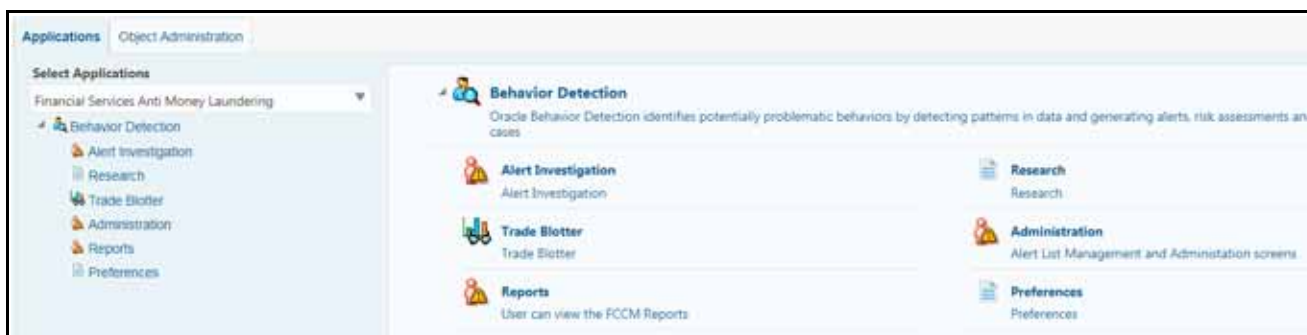 Applications Object Administration
Select Applications
Financial Services Anti Money Laundering
Behavior Detection
Alert Investigation
Research
Trade Blotter
Administration
Reports
Preferences
Behavior Detection
Oracle Behavior Detection identifies potentially problematic behaviors by detecting patterns in data and generating alerts, risk assessments an
cases
Alert Investigation
Alert Investigation
Research
Research
Trade Blotter
Trade Blotter
Administration
Alert List Management and Administation screens
Reports
User can view the FCCM Reports
Preferences
Preferences